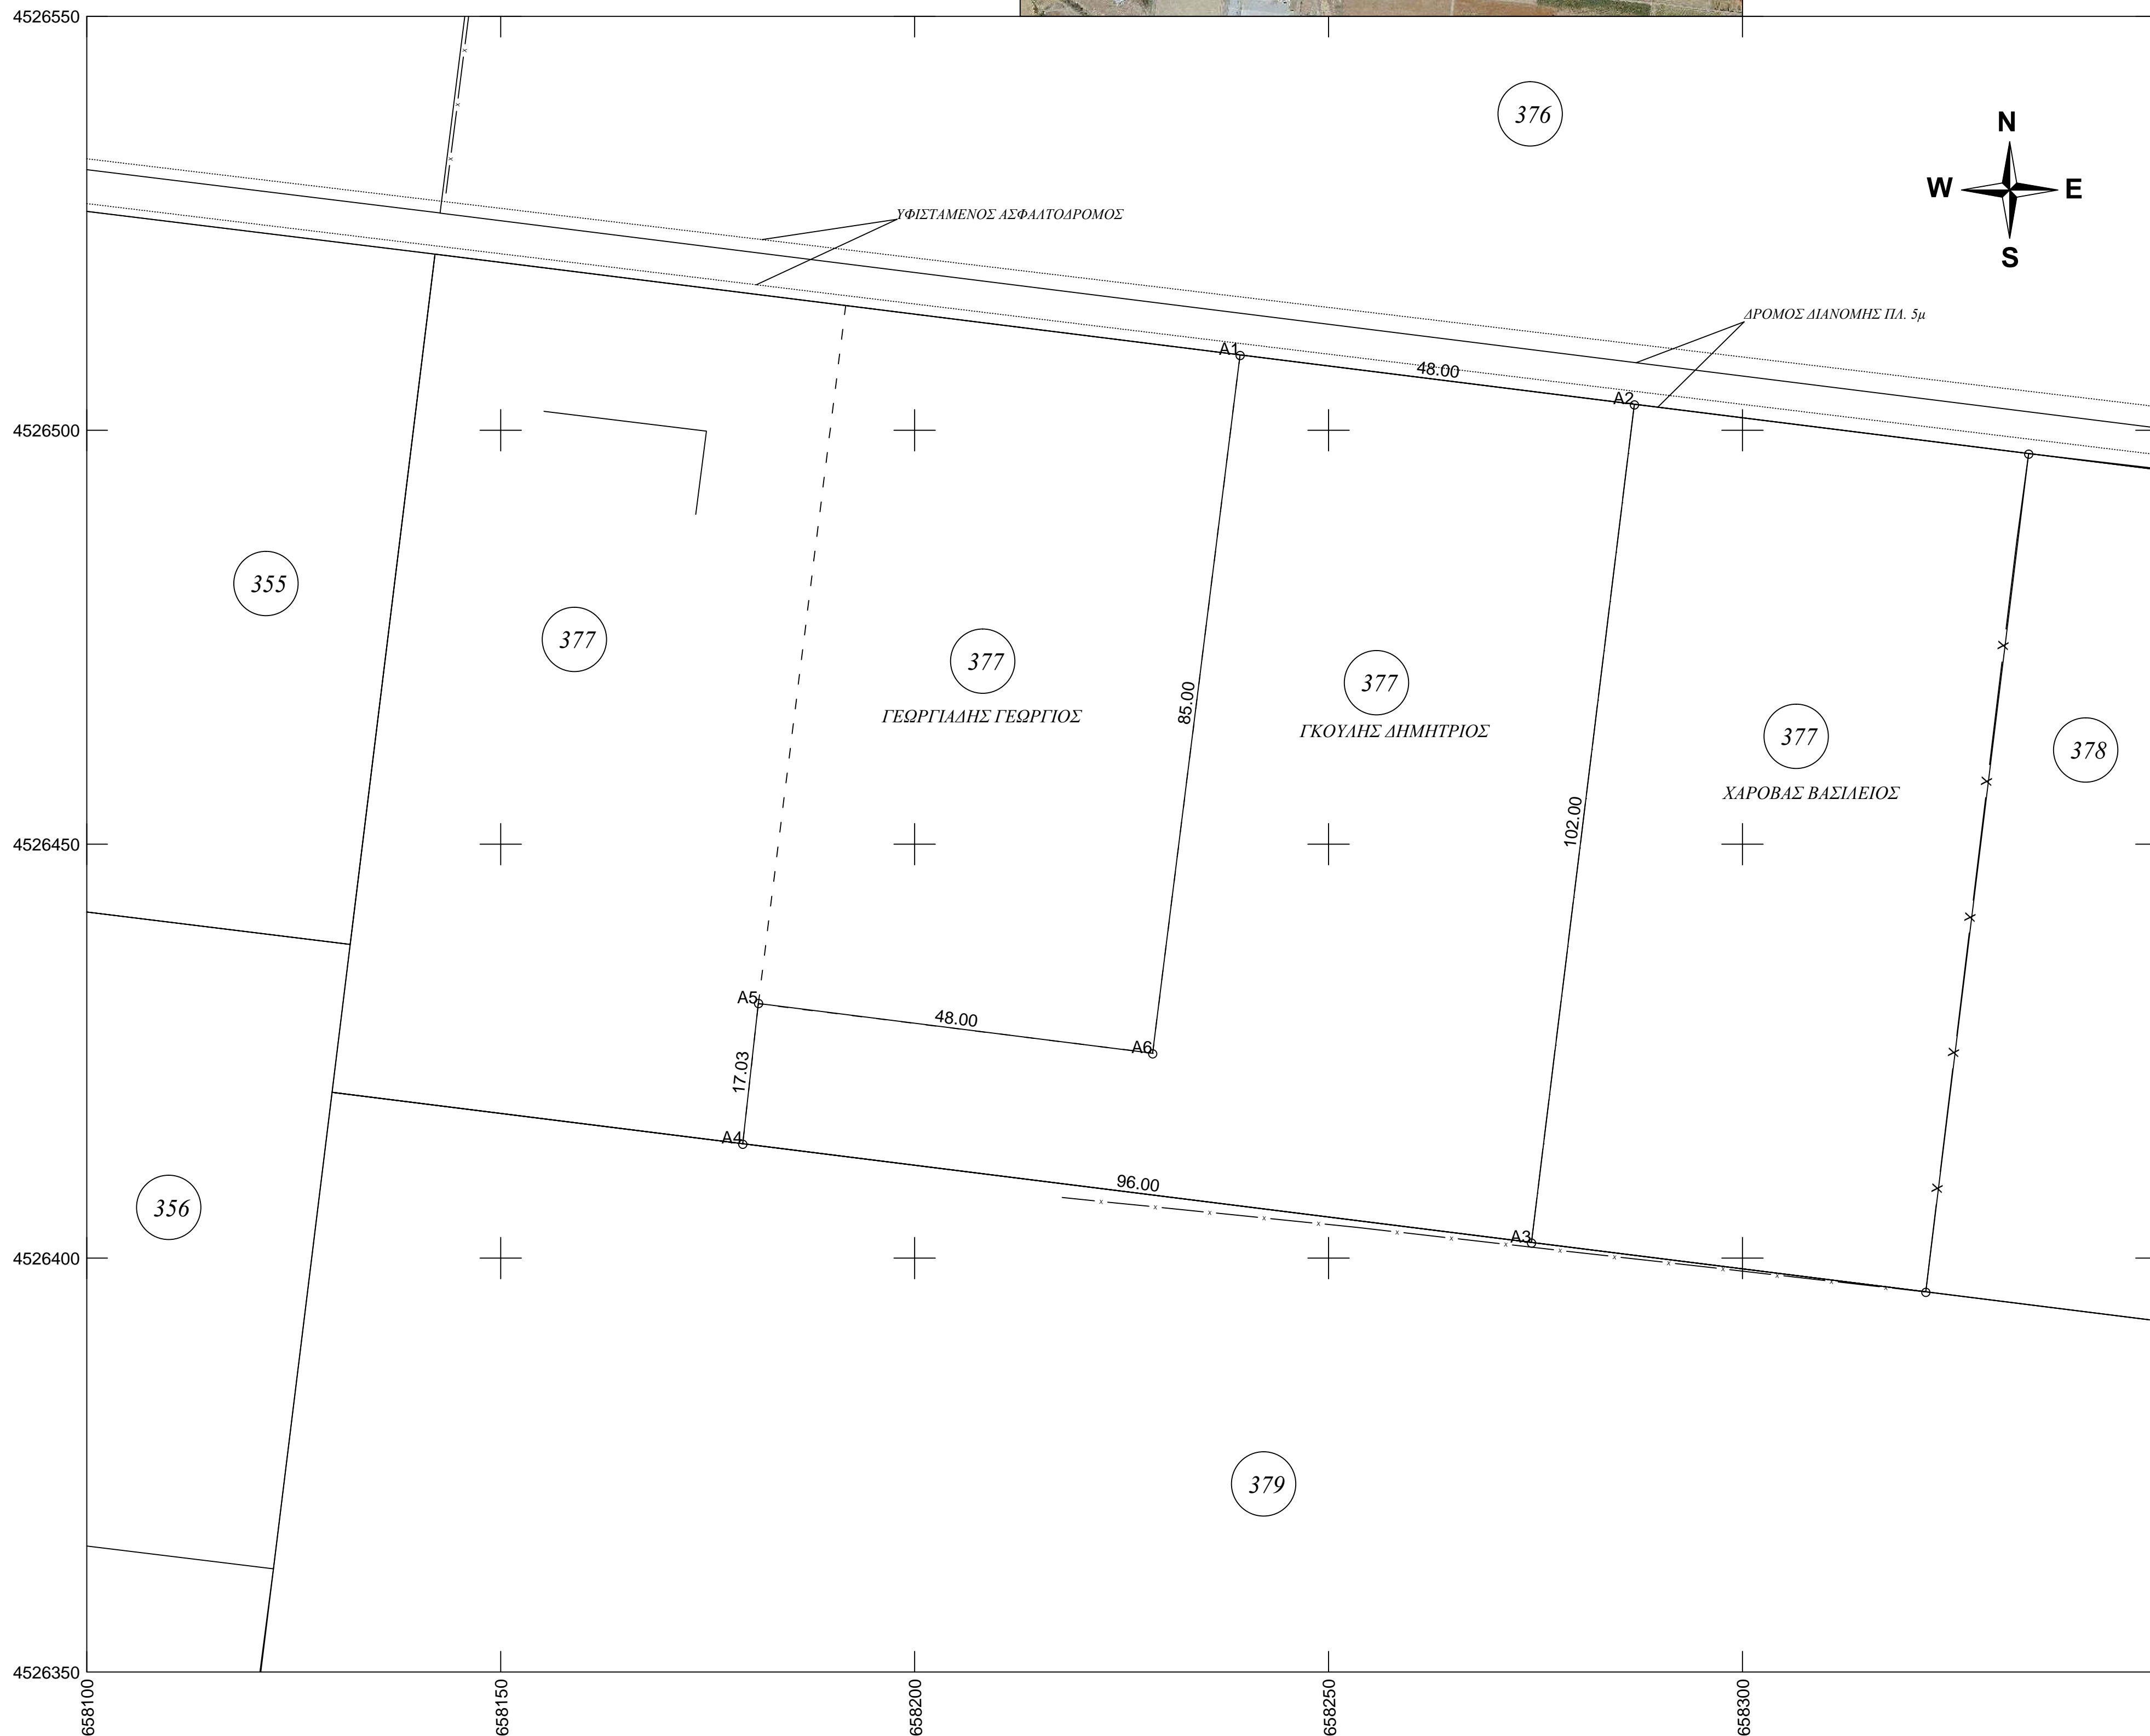 4526550
376
N
W E
S
ΥΦΙΣΤΑΜΕΝΟΣ ΑΣΦΑΛΤΟΔΡΟΜΟΣ
ΔΡΟΜΟΣ ΔΙΑΝΟΜΗΣ ΠΛ. 5μ
A1
48.00
A2
4526500
355
377
377
ΓΕΩΡΓΙΑΔΗΣ ΓΕΩΡΓΙΟΣ
85.00
377
ΓΚΟΥΛΗΣ ΔΗΜΗΤΡΙΟΣ
377
ΧΑΡΟΒΑΣ ΒΑΣΙΛΕΙΟΣ
378
102.00
4526450
A5
48.00
A6
17.03
A4
96.00
A3
356
4526400
379
4526350
658100
658150
658200
658250
658300